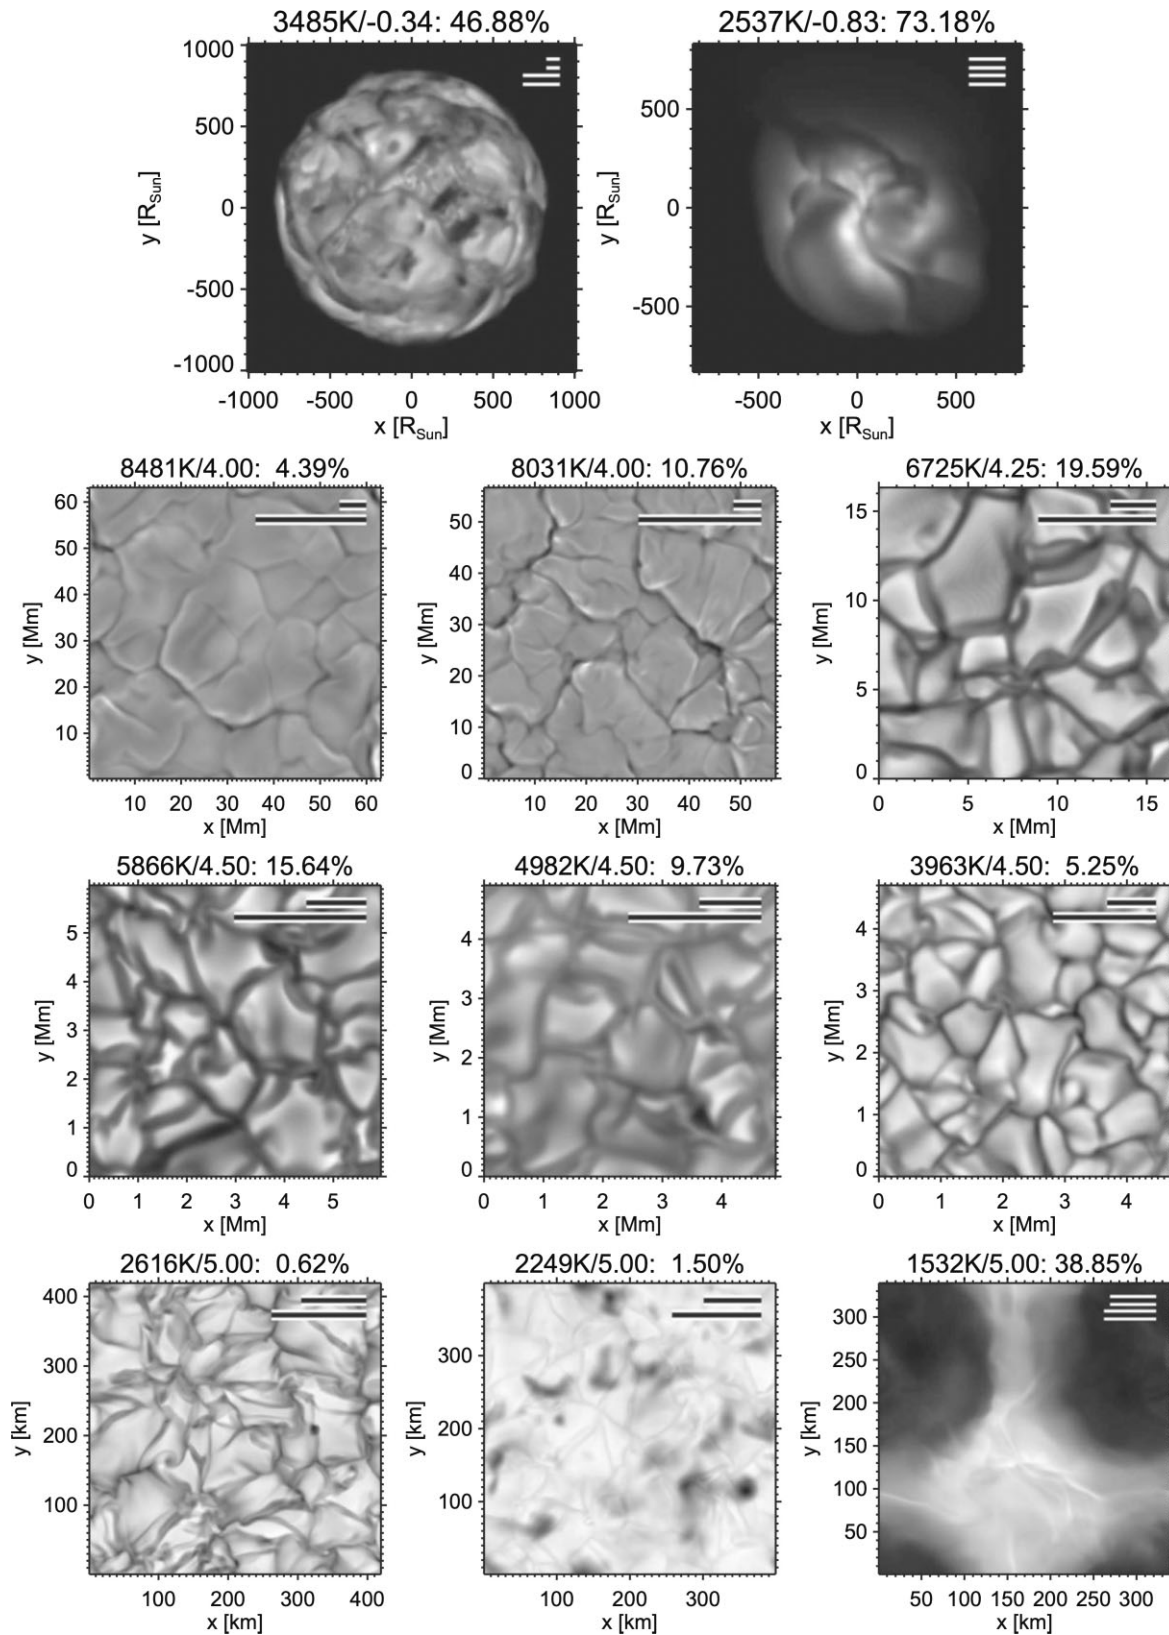 3485K/-0.34: 46.88%
1000
500
0
-500
-1000
y [RSun]
-1000 -500 0 500 1000
x [RSun]
2537K/-0.83: 73.18%
500
0
-500
y [RSun]
-500 0 500
x [RSun]
8481K/4.00: 4.39%
60
50
40
30
20
10
y [Mm]
10 20 30 40 50 60
x [Mm]
8031K/4.00: 10.76%
50
40
30
20
10
0
y [Mm]
10 20 30 40 50
x [Mm]
6725K/4.25: 19.59%
15
10
5
0
y [Mm]
0 5 10 15
x [Mm]
5866K/4.50: 15.64%
5
4
3
2
1
0
y [Mm]
0 1 2 3 4 5
x [Mm]
4982K/4.50: 9.73%
4
3
2
1
0
y [Mm]
0 1 2 3 4
x [Mm]
3963K/4.50: 5.25%
4
3
2
1
0
y [Mm]
0 1 2 3 4
x [Mm]
2616K/5.00: 0.62%
400
300
200
100
y [km]
100 200 300 400
x [km]
2249K/5.00: 1.50%
300
200
100
y [km]
100 200 300
x [km]
1532K/5.00: 38.85%
300
250
200
150
100
50
y [km]
50 100 150 200 250 300
x [km]